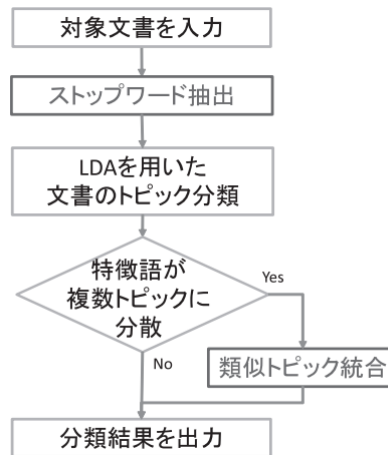 対象文書を入力
ストップワード抽出
LDAを用いた
文書のトピック分類
特徴語が
複数トピックに
分散
Yes
No
類似トピック統合
分類結果を出力